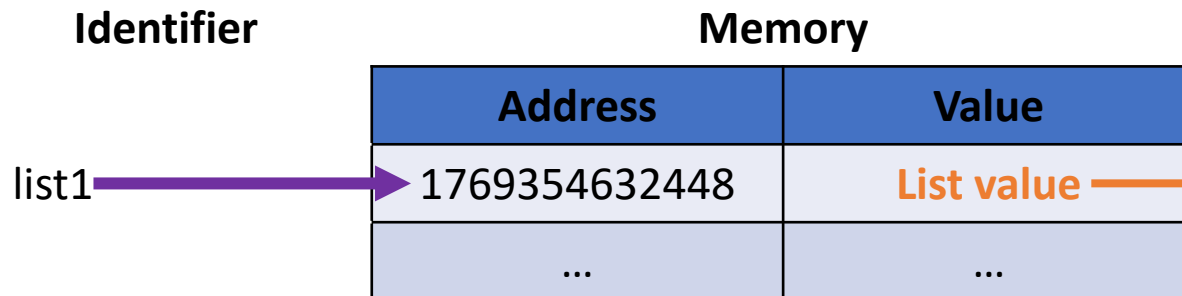 Identifier Memory
Address Value
list1 1769354632448 List value
... ...